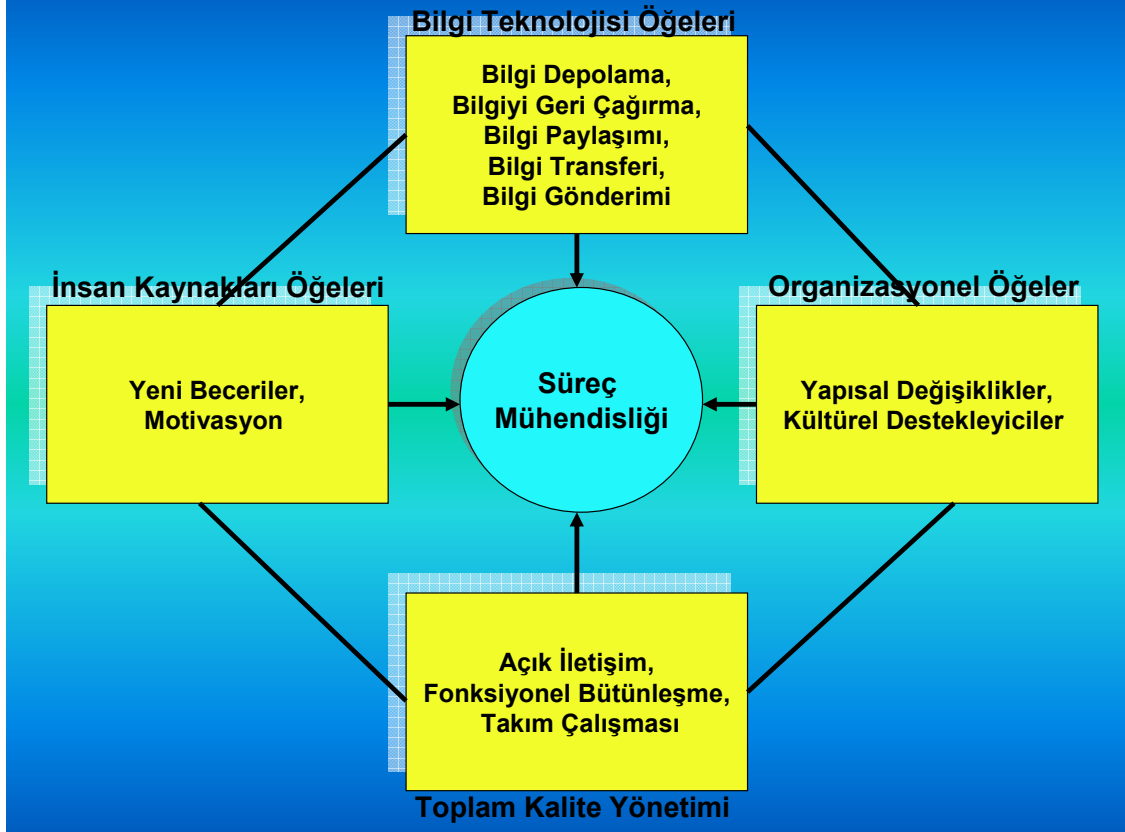 Bilgi Teknolojisi Öğeleri
Bilgi Depolama,
Bilgiyi Geri Çağırma,
Bilgi Paylaşımı,
Bilgi Transferi,
Bilgi Gönderimi
İnsan Kaynakları Öğeleri
Yeni Beceriler,
Motivasyon
Süreç
Mühendisliği
Organizasyonel Öğeler
Yapısal Değişiklikler,
Kültürel Destekleyiciler
Açık İletişim,
Fonksiyonel Bütünleşme,
Takım Çalışması
Toplam Kalite Yönetimi